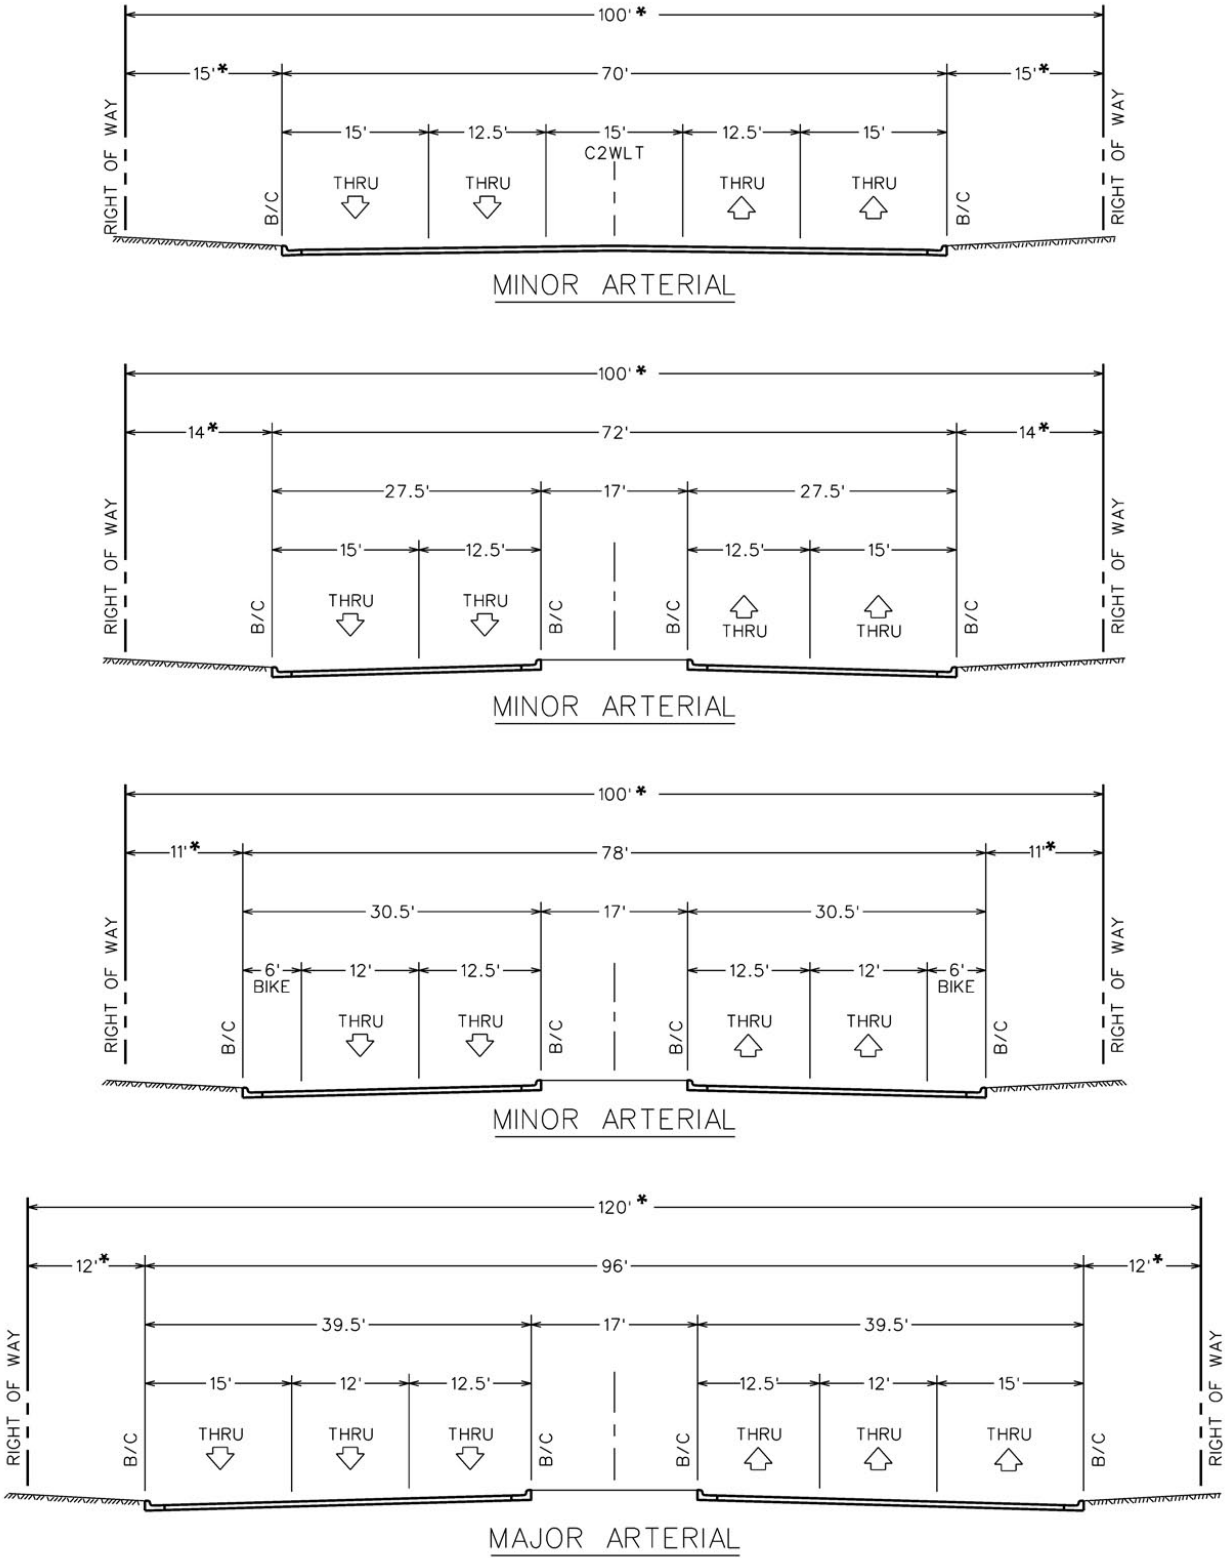 100'*
15'* 70' 15'*
15' 12.5' 15' 12.5' 15'
C2WLT
THRU THRU THRU THRU
RIGHT OF WAY B/C B/C RIGHT OF WAY
MINOR ARTERIAL
100'*
14* 72' 14*
27.5' 17' 27.5'
15' 12.5' 12.5' 15'
THRU THRU THRU THRU
RIGHT OF WAY B/C B/C B/C B/C RIGHT OF WAY
MINOR ARTERIAL
100'*
11'* 78' 11'*
30.5' 17' 30.5'
6' 12' 12.5' 12.5' 12' 6'
BIKE BIKE
THRU THRU THRU THRU
RIGHT OF WAY B/C B/C B/C B/C RIGHT OF WAY
MINOR ARTERIAL
120'*
12'* 96' 12'*
39.5' 17' 39.5'
15' 12' 12.5' 12.5' 12' 15'
THRU THRU THRU THRU THRU THRU
RIGHT OF WAY B/C B/C B/C B/C RIGHT OF WAY
MAJOR ARTERIAL